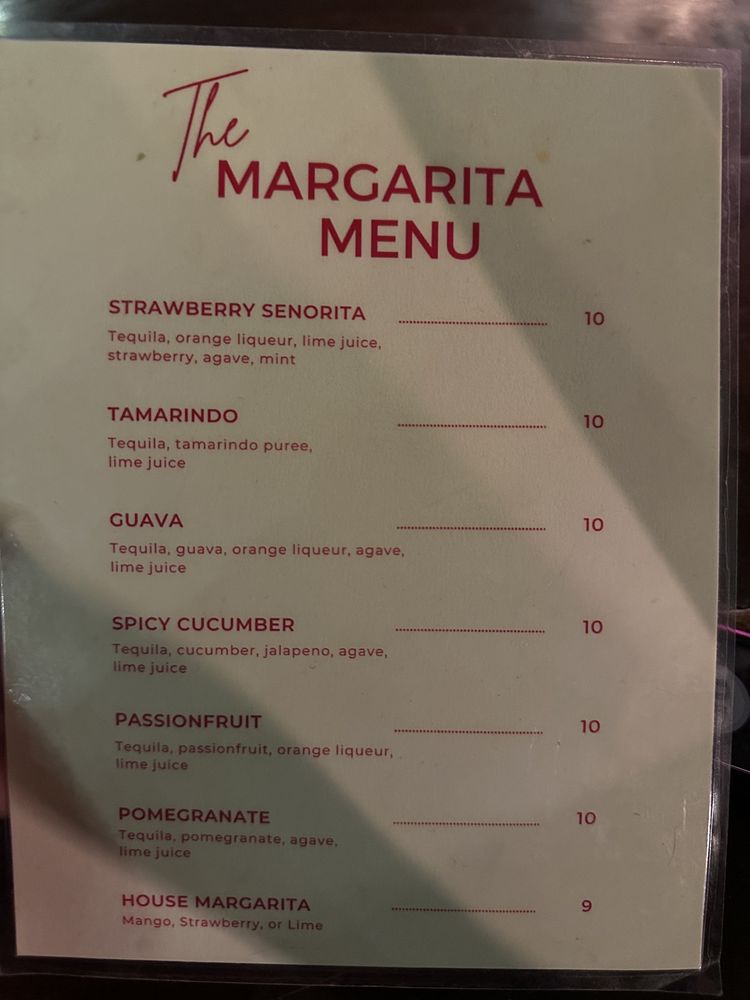 The
MARGARITA
MENU
STRAWBERRY SENORITA ........................ 10
Tequila, orange liqueur, lime juice,
strawberry, agave, mint
TAMARINDO ........................ 10
Tequila, tamarindo puree,
lime juice
GUAVA ........................ 10
Tequila, guava, orange liqueur, agave,
lime juice
SPICY CUCUMBER ........................ 10
Tequila, cucumber, jalapeno, agave,
lime juice
PASSIONFRUIT ........................ 10
Tequila, passionfruit, orange liqueur,
lime juice
POMEGRANATE ........................ 10
Tequila, pomegranate, agave,
lime juice
HOUSE MARGARITA ........................ 9
Mango, Strawberry, or Lime